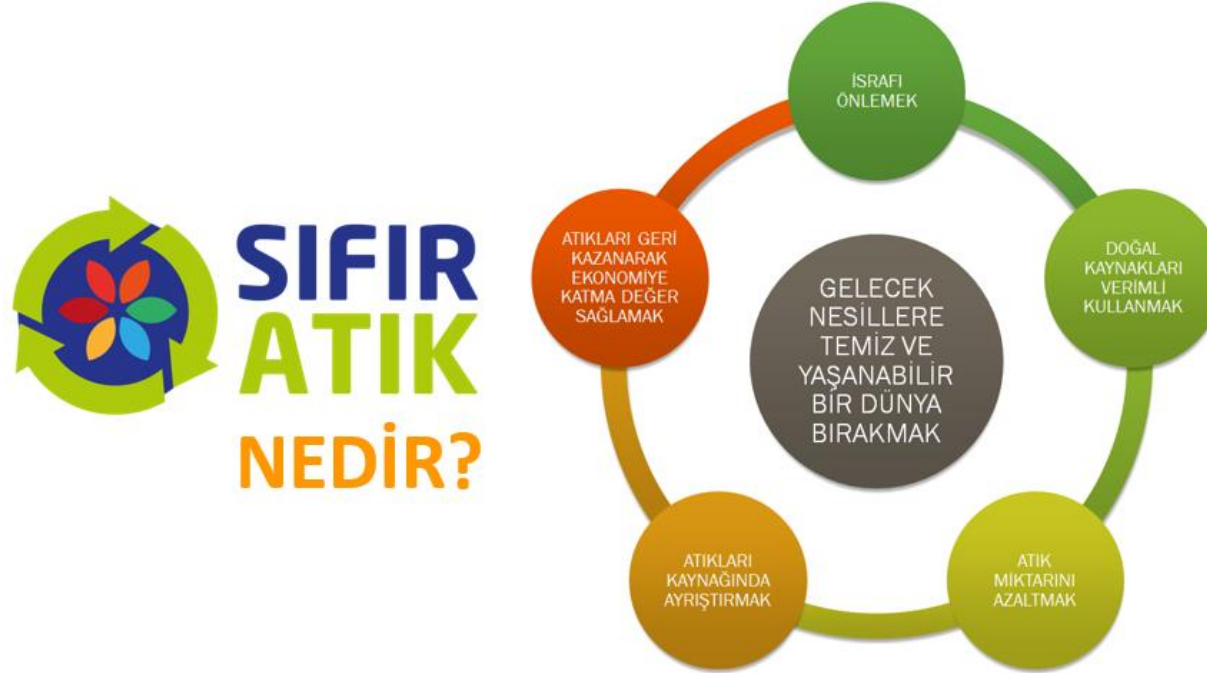 SIFIR
ATIK
NEDİR?
İSRAFI
ÖNLEMEK
DOĞAL
KAYNAKLARI
VERİMLİ
KULLANMAK
ATIK
MİKTARINI
AZALTMAK
ATIKLARI
KAYNAĞINDA
AYRIŞTIRMAK
ATIKLARI GERİ
KAZANARAK
EKONOMİYE
KATMA DEĞER
SAĞLAMAK
GELECEK
NESİLLERE
TEMİZ VE
YAŞANABİLİR
BİR DÜNYA
BIRAKMAK